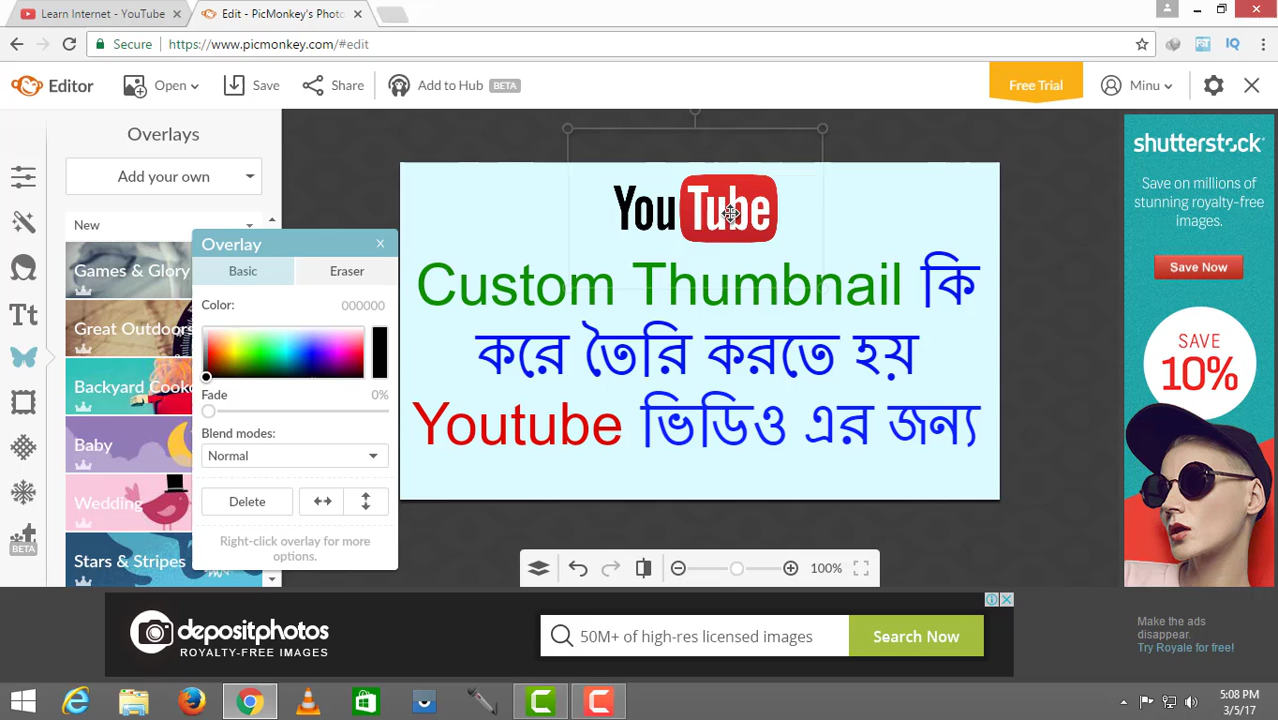 Learn Internet - YouTube
Edit - PicMonkey's Photo
Secure
https://www.picmonkey.com/#edit
Editor
Open
Save
Share
Add to Hub
BETA
Free Trial
Minu
Overlays
Add your own
New
Games & Glory
Great Outdoors
Backyard Cooko
Baby
Wedding
Stars & Stripes
Overlay
Basic
Eraser
Color:
000000
Fade
0%
Blend modes:
Normal
Delete
Right-click overlay for more
options.
YouTube
Custom Thumbnail কি
করে তৈরি করতে হয়
Youtube ভিডিও এর জন্য
100%
BETA
shutterstock
Save on millions of
stunning royalty-free
images.
Save Now
SAVE
10%
depositphotos
ROYALTY-FREE IMAGES
50M+ of high-res licensed images
Search Now
Make the ads
disappear.
Try Royale for free!
5:08 PM
3/5/17